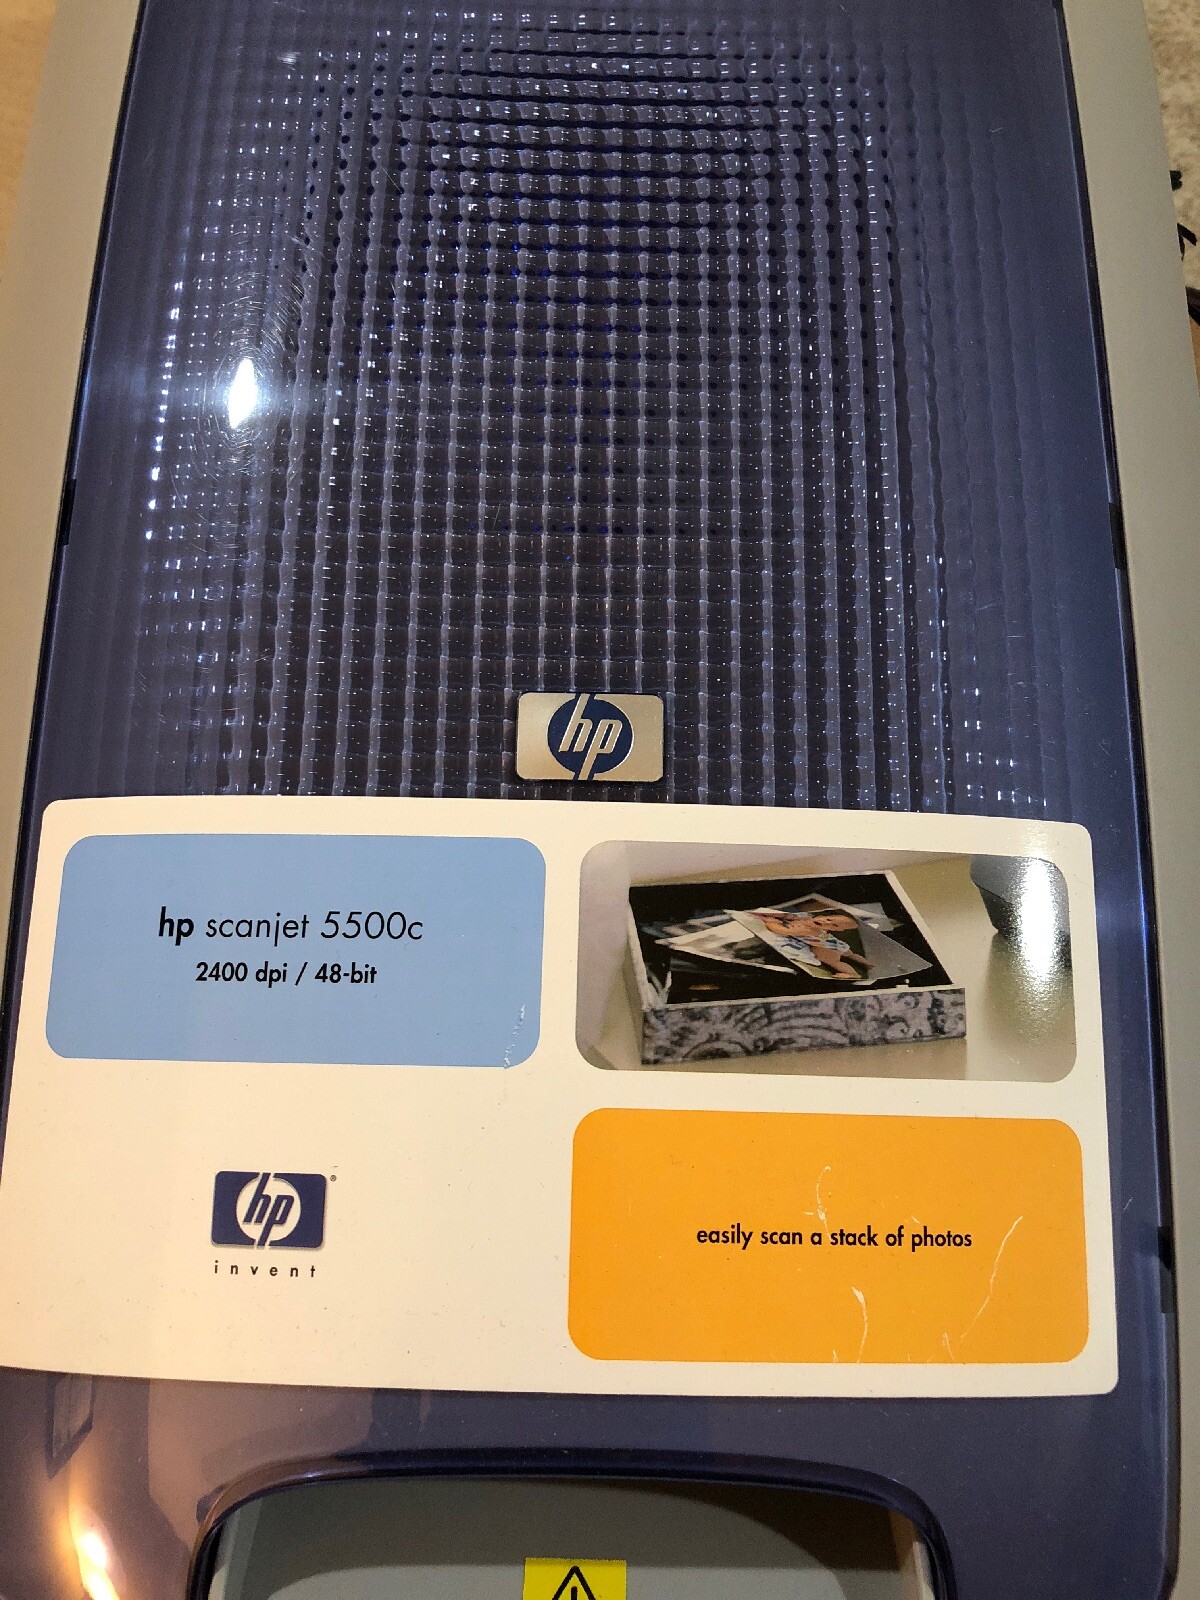 hp
hp scanjet 5500c
2400 dpi / 48-bit
hp®
invent
easily scan a stack of photos